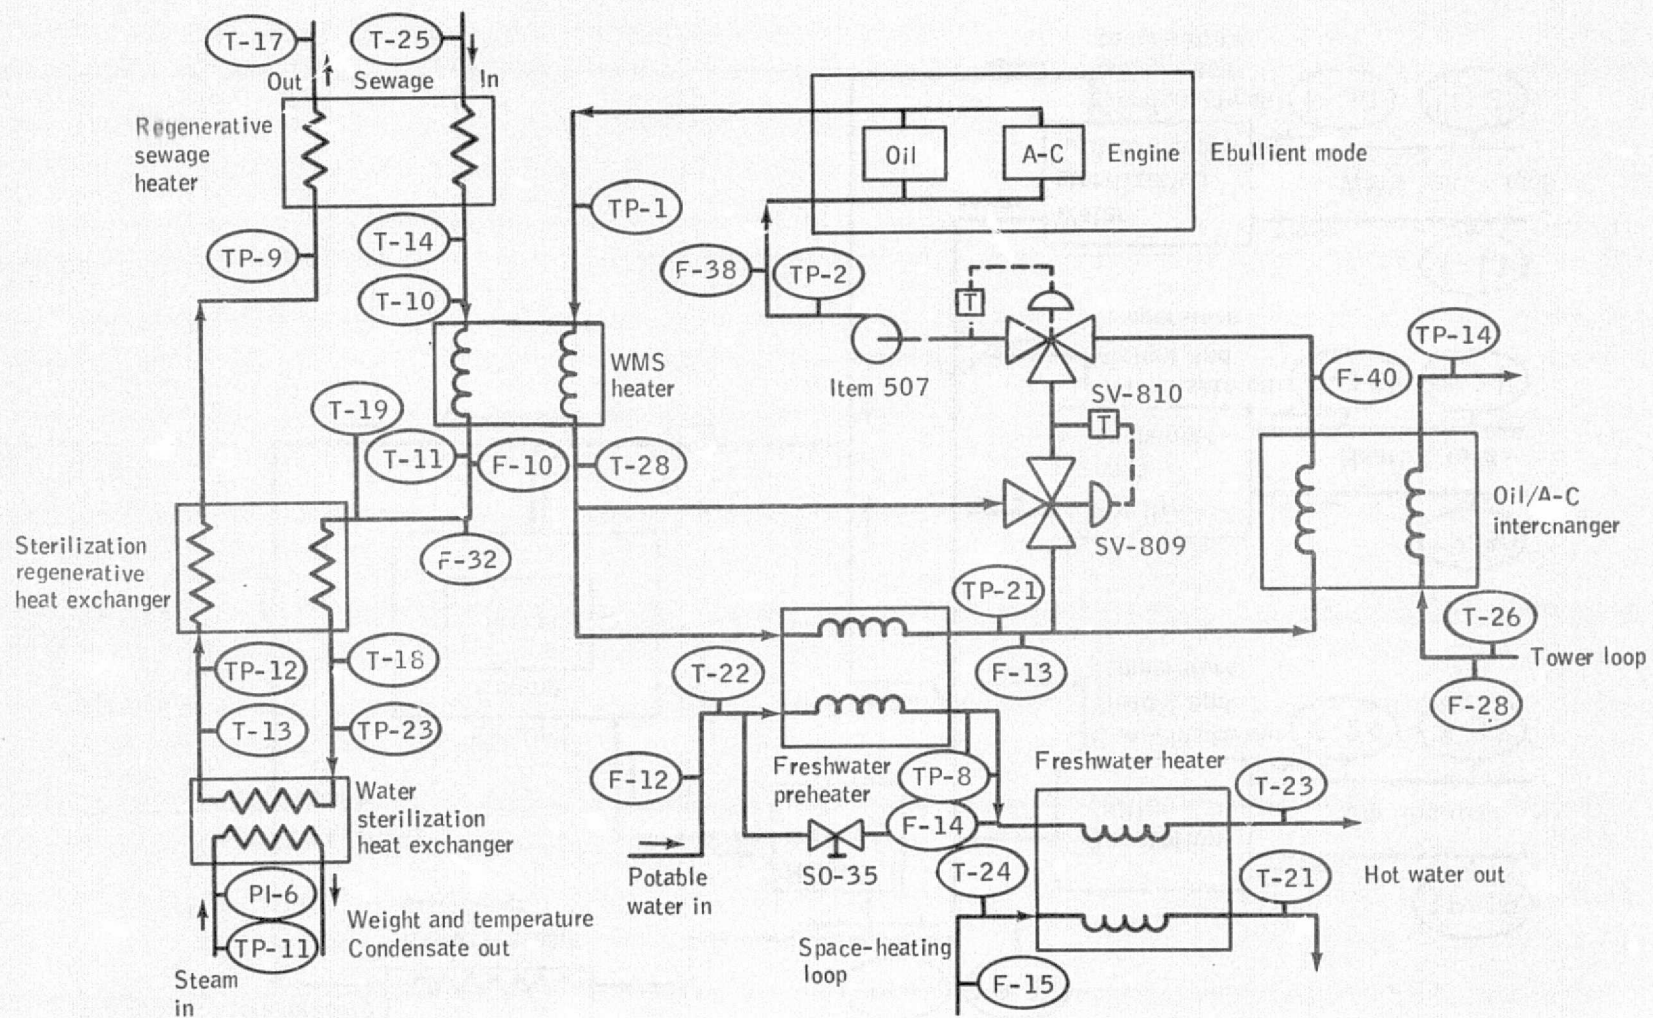 T-17
T-25
Out
Sewage
In
Regenerative
sewage
heater
Oil
A-C
Engine
Ebullient mode
TP-1
T-14
TP-9
F-38
TP-2
T-10
T
TP-14
WMS
heater
Item 507
SV-810
F-40
T-19
T
T-11
F-10
T-28
Oil/A-C
intercnanger
Sterilization
regenerative
heat exchanger
F-32
SV-809
TP-21
T-26
Tower loop
TP-12
T-18
T-22
F-13
F-28
T-13
TP-23
F-12
Freshwater
preheater
TP-8
Freshwater heater
T-23
Water
sterilization
heat exchanger
F-14
Potable
water in
SO-35
T-24
T-21
Hot water out
PI-6
Weight and temperature
Condensate out
TP-11
Space-heating
loop
F-15
Steam
in